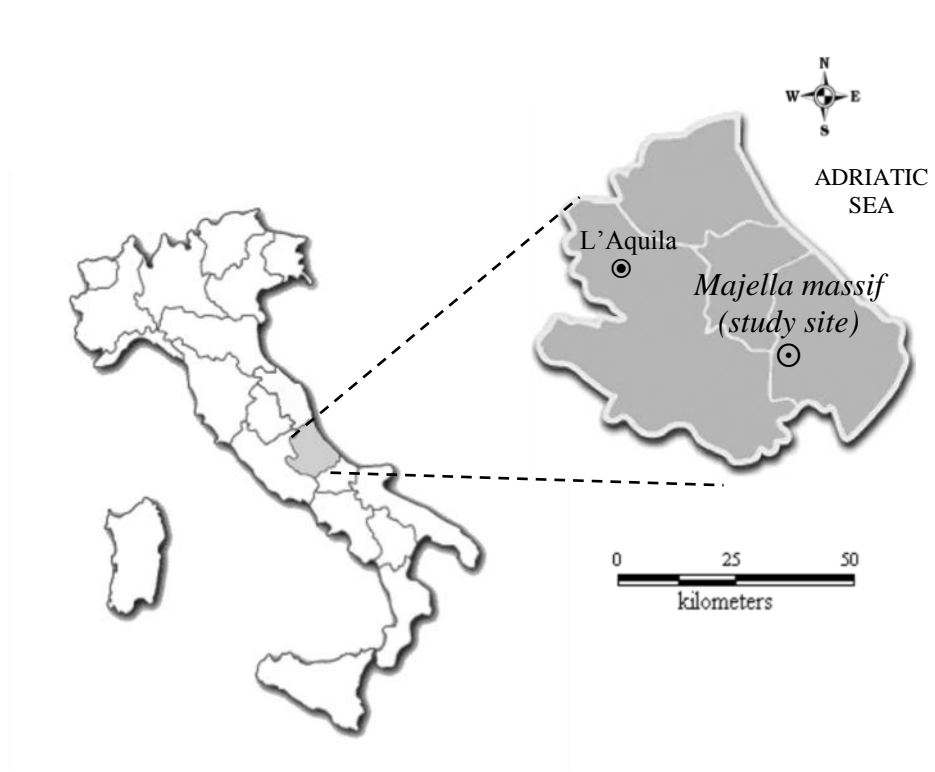 N
W E
S
ADRIATIC
SEA
L'Aquila
Majella massif
(study site)
0 25 50
kilometers